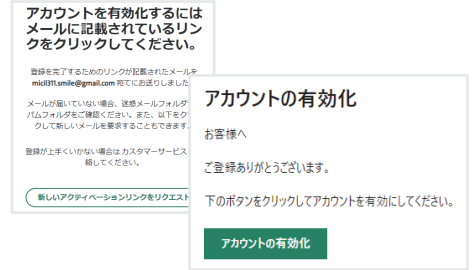 アカウントを有効化するには
メールに記載されているリン
クをクリックしてください。
登録を完了するためのリンクが記載されたメールを
micil311.smile@gmail.com 宛てにお送りしました
メールが届いていない場合、迷惑メールフォルダ
パムフォルダをご確認ください。また、以下をク
クして新しいメールを要求することもできます。
登録が上手くいかない場合は カスタマーサービス
絡してください。
新しいアクティベーションリンクをリクエスト
アカウントの有効化
お客様へ
ご登録ありがとうございます。
下のボタンをクリックしてアカウントを有効にしてください。
アカウントの有効化